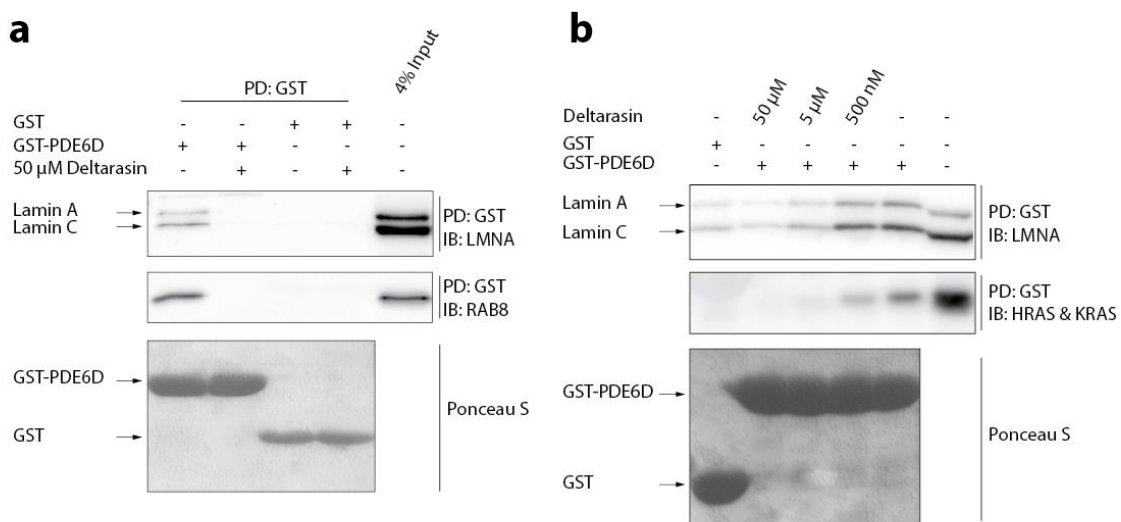 a
4% Input
PD: GST
GST - - + + -
GST-PDE6D + + - - -
50 µM Deltarasin - + - + -
Lamin A
Lamin C
PD: GST
IB: LMNA
PD: GST
IB: RAB8
GST-PDE6D
GST
Ponceau S
b
Deltarasin - 50 µM 5 µM 500 nM - -
GST + - - - - -
GST-PDE6D - + + + + -
Lamin A
Lamin C
PD: GST
IB: LMNA
PD: GST
IB: HRAS & KRAS
GST-PDE6D
GST
Ponceau S